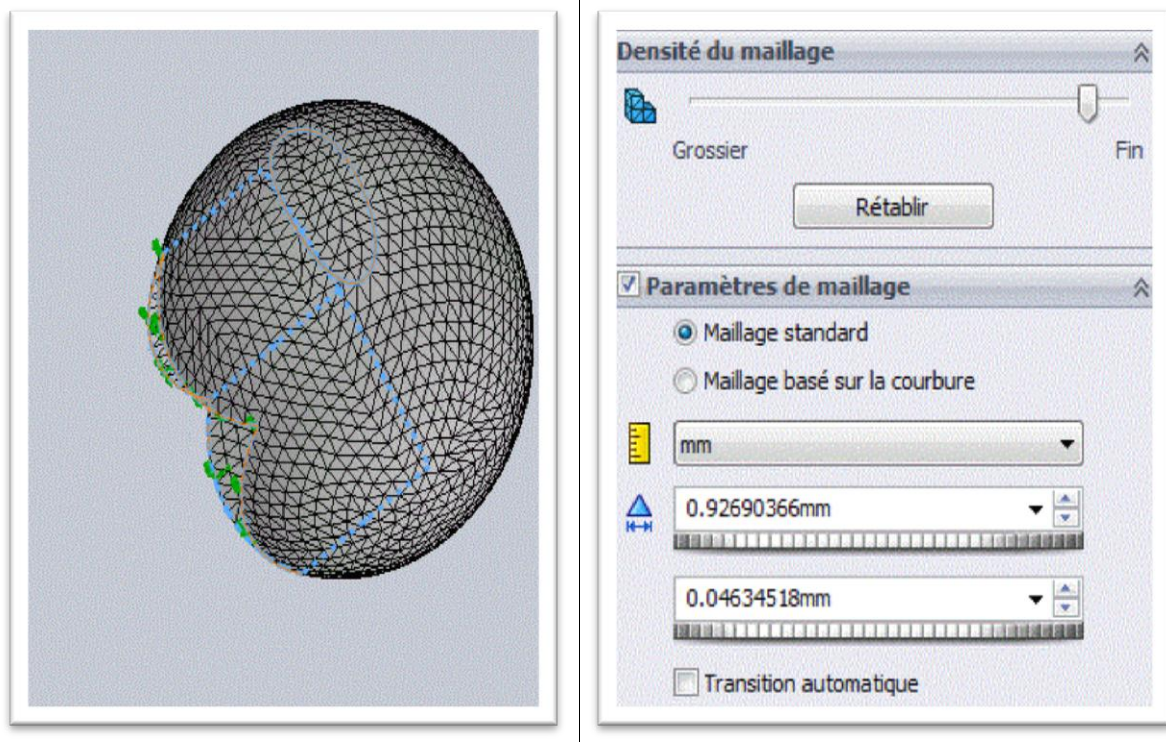 Densité du maillage
Grossier
Fin
Rétablir
Paramètres de maillage
Maillage standard
Maillage basé sur la courbure
mm
0.92690366mm
0.04634518mm
Transition automatique